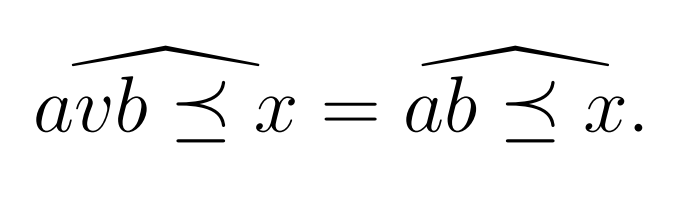 $\widehat{avb \preceq x} = \widehat{ab \preceq x}.$